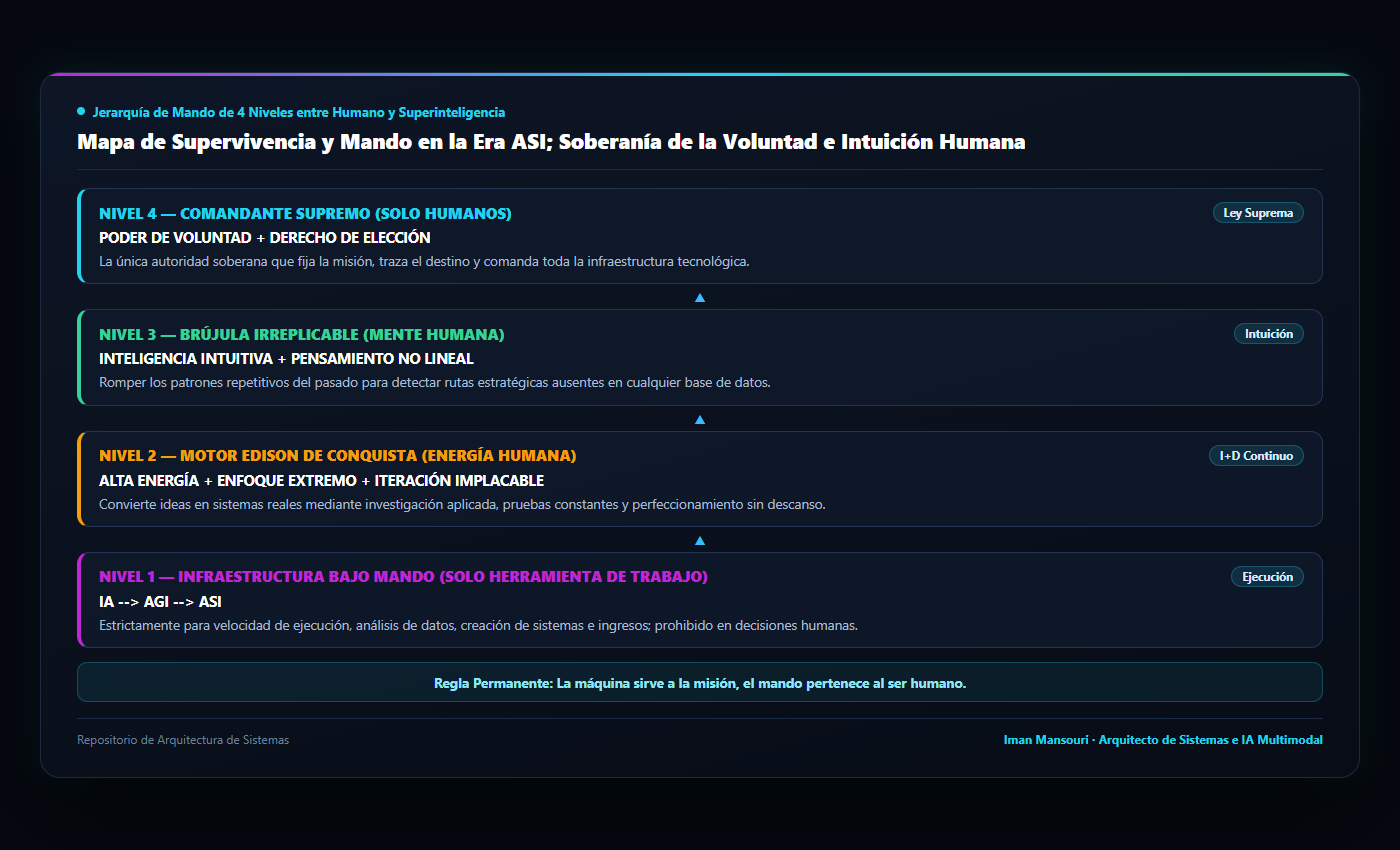 Jerarquía de Mando de 4 Niveles entre Humano y Superinteligencia
Mapa de Supervivencia y Mando en la Era ASI; Soberanía de la Voluntad e Intuición Humana
NIVEL 4 — COMANDANTE SUPREMO (SOLO HUMANOS)
Ley Suprema
PODER DE VOLUNTAD + DERECHO DE ELECCIÓN
La única autoridad soberana que fija la misión, traza el destino y comanda toda la infraestructura tecnológica.
NIVEL 3 — BRÚJULA IRREPLICABLE (MENTE HUMANA)
Intuición
INTELIGENCIA INTUITIVA + PENSAMIENTO NO LINEAL
Romper los patrones repetitivos del pasado para detectar rutas estratégicas ausentes en cualquier base de datos.
NIVEL 2 — MOTOR EDISON DE CONQUISTA (ENERGÍA HUMANA)
I+D Continuo
ALTA ENERGÍA + ENFOQUE EXTREMO + ITERACIÓN IMPLACABLE
Convierte ideas en sistemas reales mediante investigación aplicada, pruebas constantes y perfeccionamiento sin descanso.
NIVEL 1 — INFRAESTRUCTURA BAJO MANDO (SOLO HERRAMIENTA DE TRABAJO)
Ejecución
IA --> AGI --> ASI
Estrictamente para velocidad de ejecución, análisis de datos, creación de sistemas e ingresos; prohibido en decisiones humanas.
Regla Permanente: La máquina sirve a la misión, el mando pertenece al ser humano.
Repositorio de Arquitectura de Sistemas
Iman Mansouri · Arquitecto de Sistemas e IA Multimodal